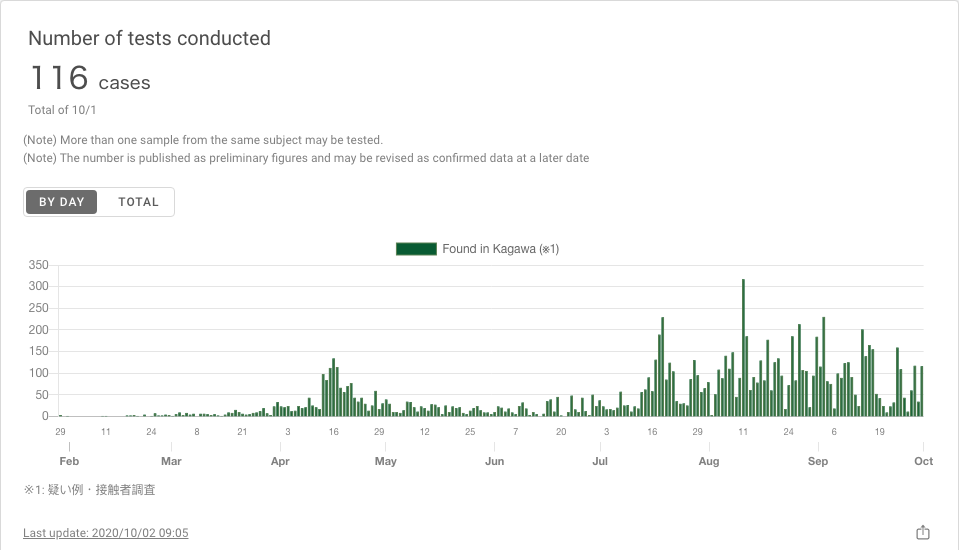 Number of tests conducted
116 cases
Total of 10/1
(Note) More than one sample from the same subject may be tested.
(Note) The number is published as preliminary figures and may be revised as confirmed data at a later date
BY DAY TOTAL
Found in Kagawa (※1)
350
300
250
200
150
100
50
0
29 11 24 8 21 3 16 29 12 25 7 20 3 16 29 11 24 6 19
Feb Mar Apr May Jun Jul Aug Sep Oct
※1: 疑い例・接触者調査
Last update: 2020/10/02 09:05